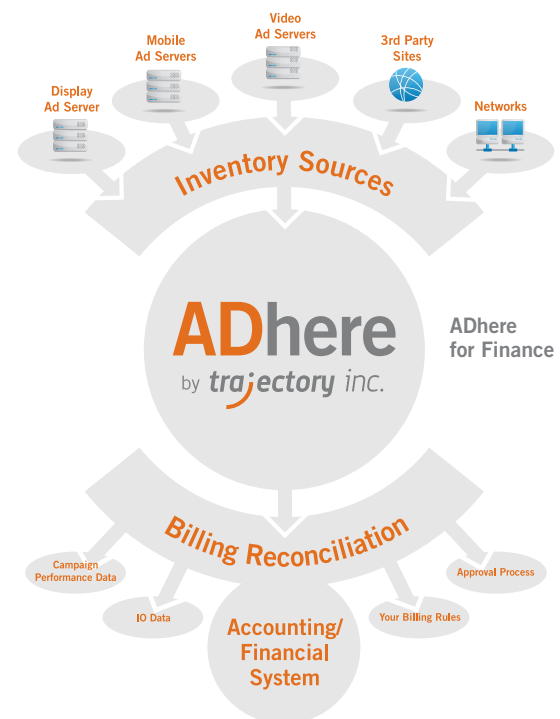 Video
Ad Servers
Mobile
Ad Servers
3rd Party
Sites
Display
Ad Server
Networks
Inventory Sources
ADhere
by trajectory inc.
ADhere
for Finance
Billing Reconciliation
Campaign
Performance Data
Approval Process
IO Data
Your Billing Rules
Accounting/
Financial
System